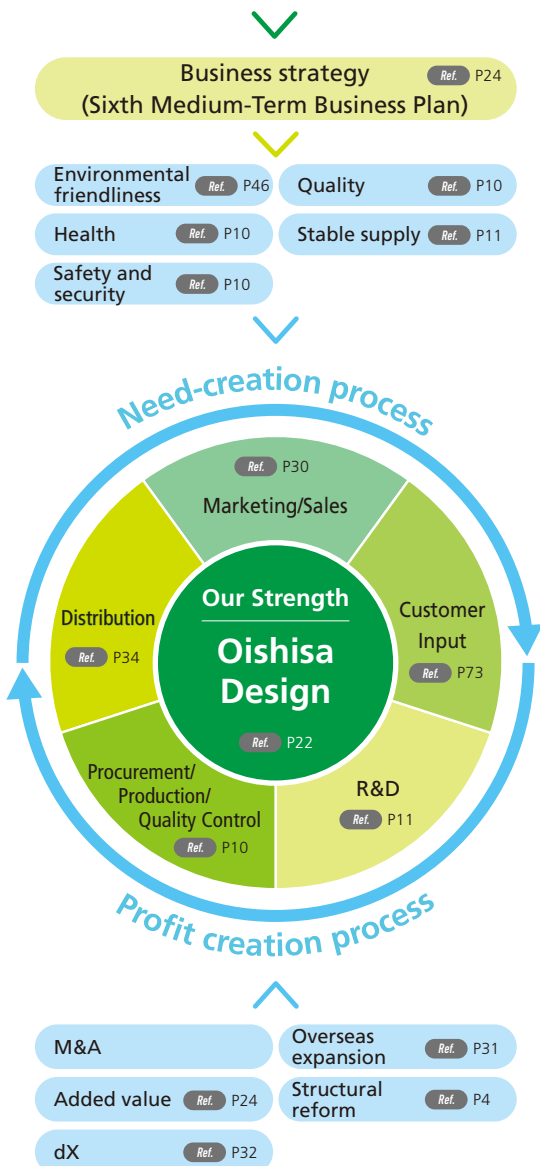 Business strategy Ref. P24
(Sixth Medium-Term Business Plan)
Environmental
friendliness Ref. P46
Quality Ref. P10
Health Ref. P10
Stable supply Ref. P11
Safety and
security Ref. P10
Need-creation process
Ref. P30
Marketing/Sales
Customer
Input
Ref. P73
Distribution
Ref. P34
Our Strength
Oishisa
Design
Ref. P22
Procurement/
Production/
Quality Control
Ref. P10
R&D
Ref. P11
Profit creation process
M&A
Overseas
expansion Ref. P31
Added value Ref. P24
Structural
reform Ref. P4
dX Ref. P32